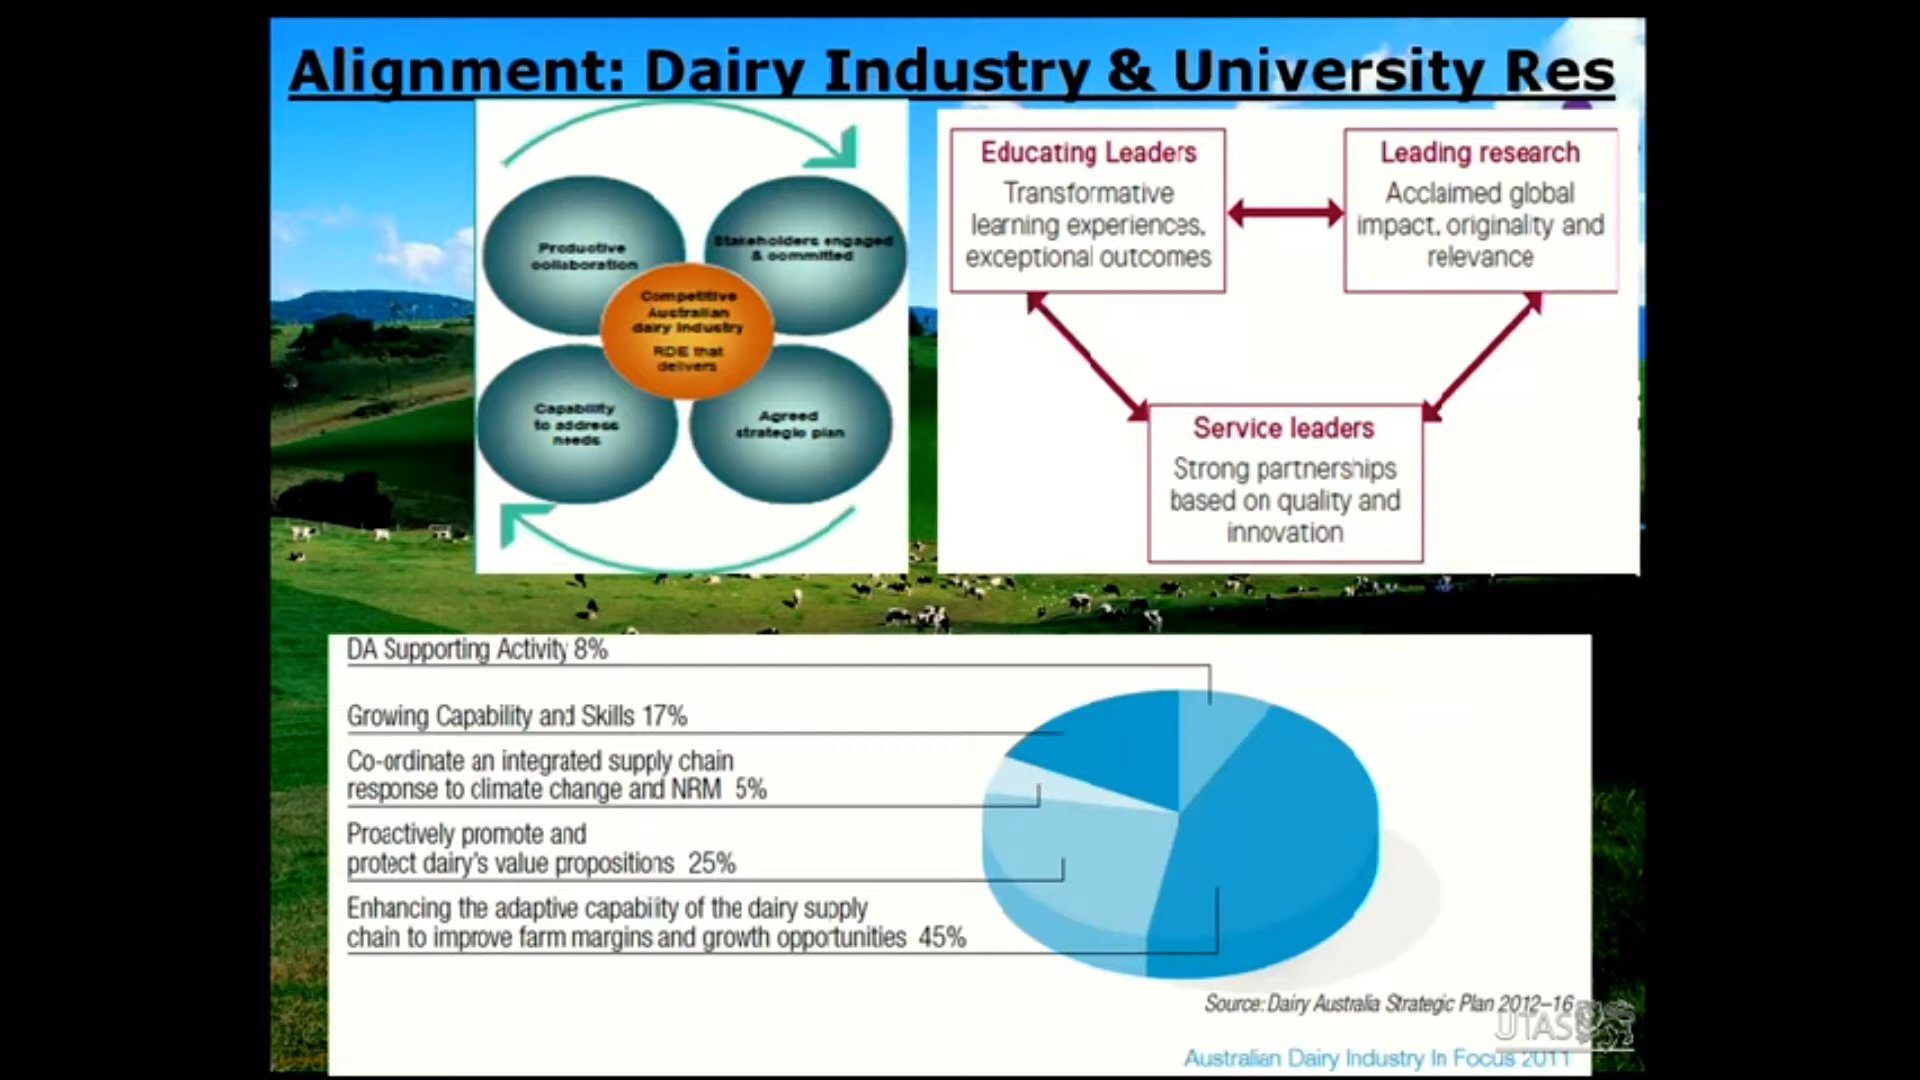 Alignment: Dairy Industry & University Res
Productive
collaboration
Stakeholders engaged
& committed
Competitive
Australian
dairy industry
RDE that
delivers
Capability
to address
needs
Agreed
strategic plan
Educating Leaders
Transformative
learning experiences,
exceptional outcomes
Leading research
Acclaimed global
impact, originality and
relevance
Service leaders
Strong partnerships
based on quality and
innovation
DA Supporting Activity 8%
Growing Capability and Skills 17%
Co-ordinate an integrated supply chain
response to climate change and NRM 5%
Proactively promote and
protect dairy's value propositions 25%
Enhancing the adaptive capability of the dairy supply
chain to improve farm margins and growth opportunities 45%
Source: Dairy Australia Strategic Plan 2012–16
UTAS
Australian Dairy Industry In Focus 2011